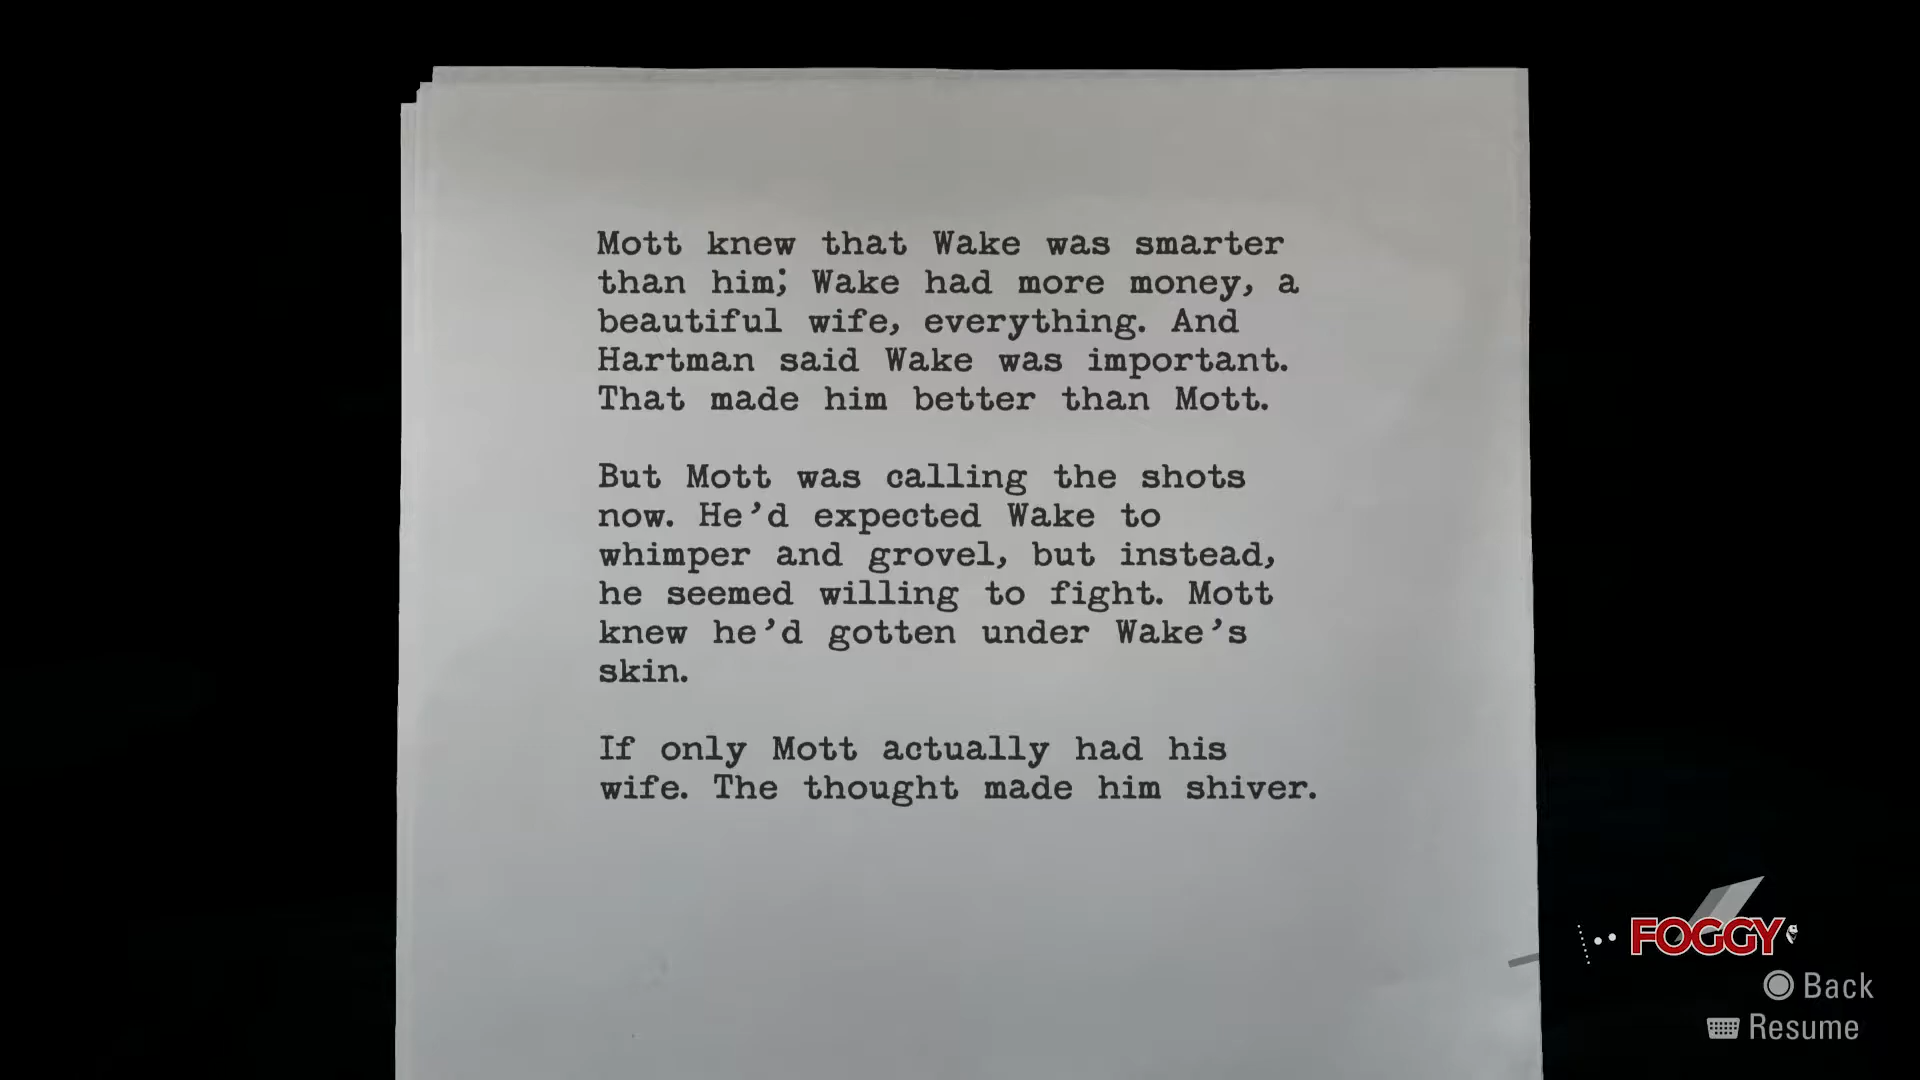 Mott knew that Wake was smarter
than him; Wake had more money, a
beautiful wife, everything. And
Hartman said Wake was important.
That made him better than Mott.
But Mott was calling the shots
now. He’d expected Wake to
whimper and grovel, but instead,
he seemed willing to fight. Mott
knew he’d gotten under Wake’s
skin.
If only Mott actually had his
wife. The thought made him shiver.
FOGGY
Back
Resume